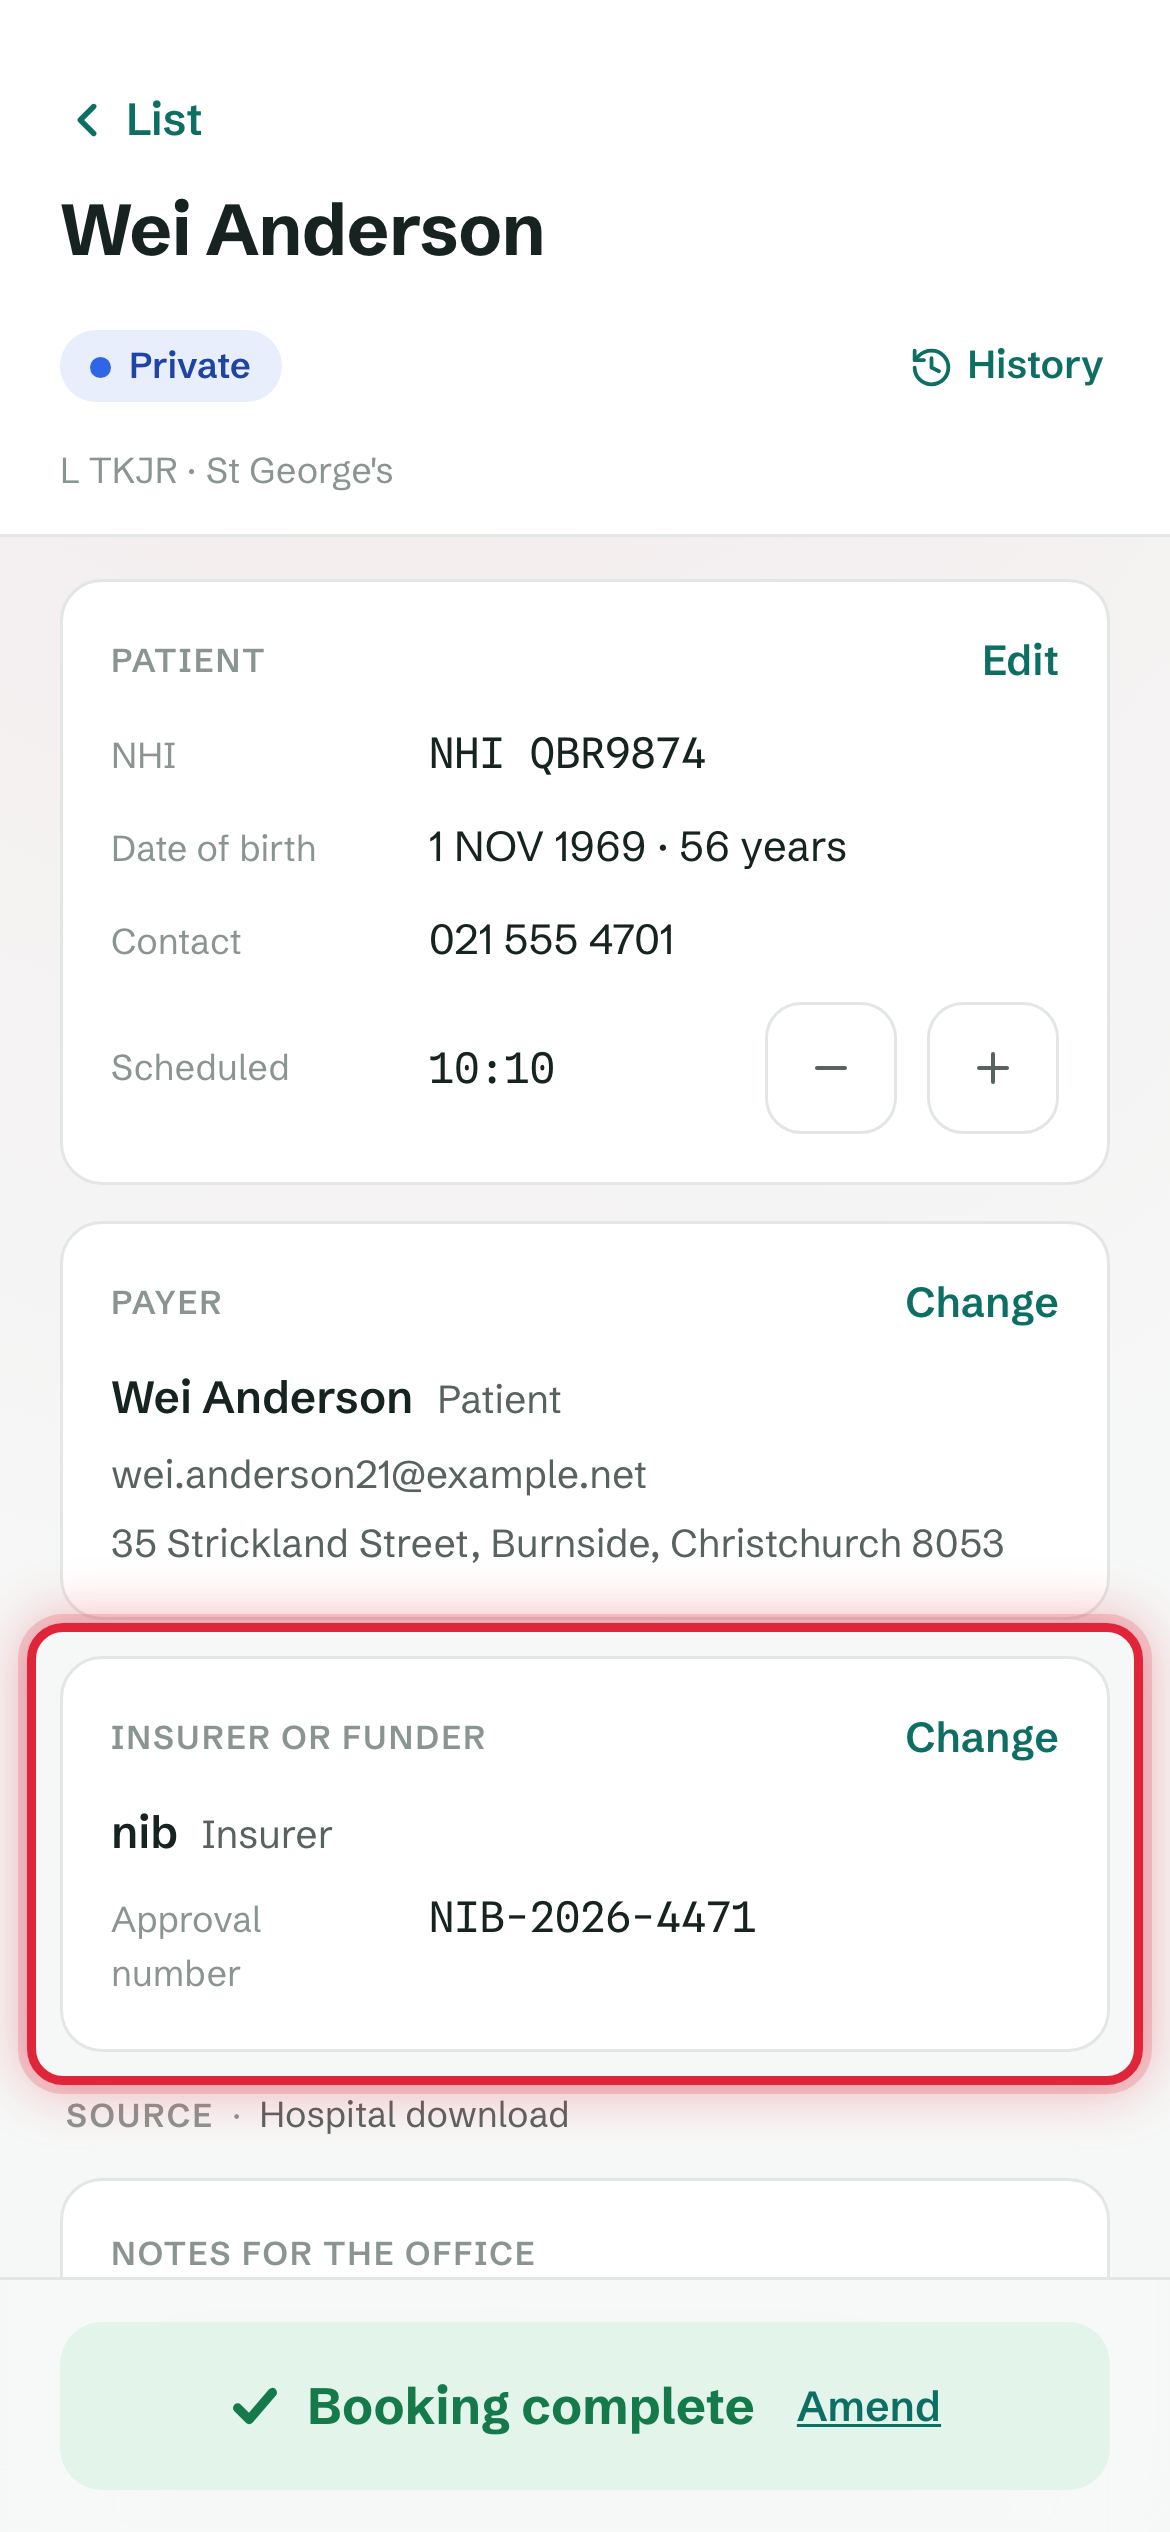 List
Wei Anderson
Private
History
L TKJR · St George's
PATIENT
Edit
NHI
NHI QBR9874
Date of birth
1 NOV 1969 · 56 years
Contact
021 555 4701
Scheduled
10:10
PAYER
Change
Wei Anderson Patient
wei.anderson21@example.net
35 Strickland Street, Burnside, Christchurch 8053
INSURER OR FUNDER
Change
nib Insurer
Approval number
NIB-2026-4471
SOURCE · Hospital download
NOTES FOR THE OFFICE
Booking complete Amend